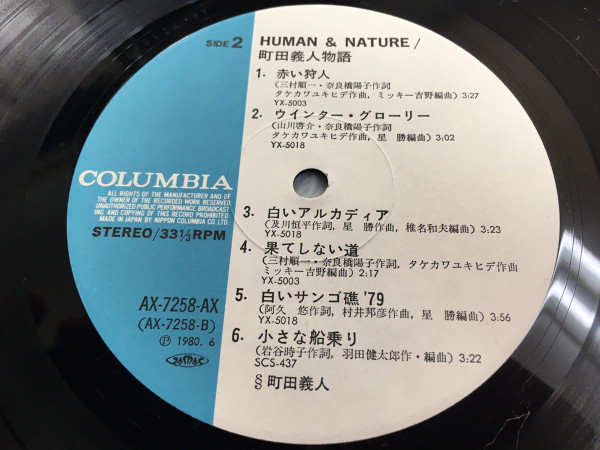 SIDE 2
HUMAN & NATURE/
町田義人物語
1. 赤い狩人
(三村順一・奈良橋陽子作詞
タケカワユキヒデ作曲, ミッキー吉野編曲) 3:27
YX-5003
2. ウインター・グローリー
(山川啓介・奈良橋陽子作詞
タケカワユキヒデ作曲, 星 勝編曲) 3:02
YX-5018
3. 白いアルカディア
(及川恒平作詞, 星 勝作曲, 椎名和夫編曲) 3:23
YX-5018
4. 果てしない道
(三村順一・奈良橋陽子作詞, タケカワユキヒデ作曲
ミッキー吉野編曲) 2:17
YX-5003
5. 白いサンゴ礁'79
(阿久 悠作詞, 村井邦彦作曲, 星 勝編曲) 3:56
YX-5018
6. 小さな船乗り
(岩谷時子作詞, 羽田健太郎作・編曲) 3:22
SCS-437
§町田義人
COLUMBIA
ALL RIGHTS OF THE MANUFACTURER AND OF
THE OWNER OF THE RECORDED WORK RESERVED.
UNAUTHORIZED PUBLIC PERFORMANCE, BROADCAST
ING AND COPYING OF THIS RECORD PROHIBITED.
MADE IN JAPAN BY NIPPON COLUMBIA CO. LTD.
STEREO/33⅓RPM
AX-7258-AX
(AX-7258-B)
Ⓟ 1980. 6